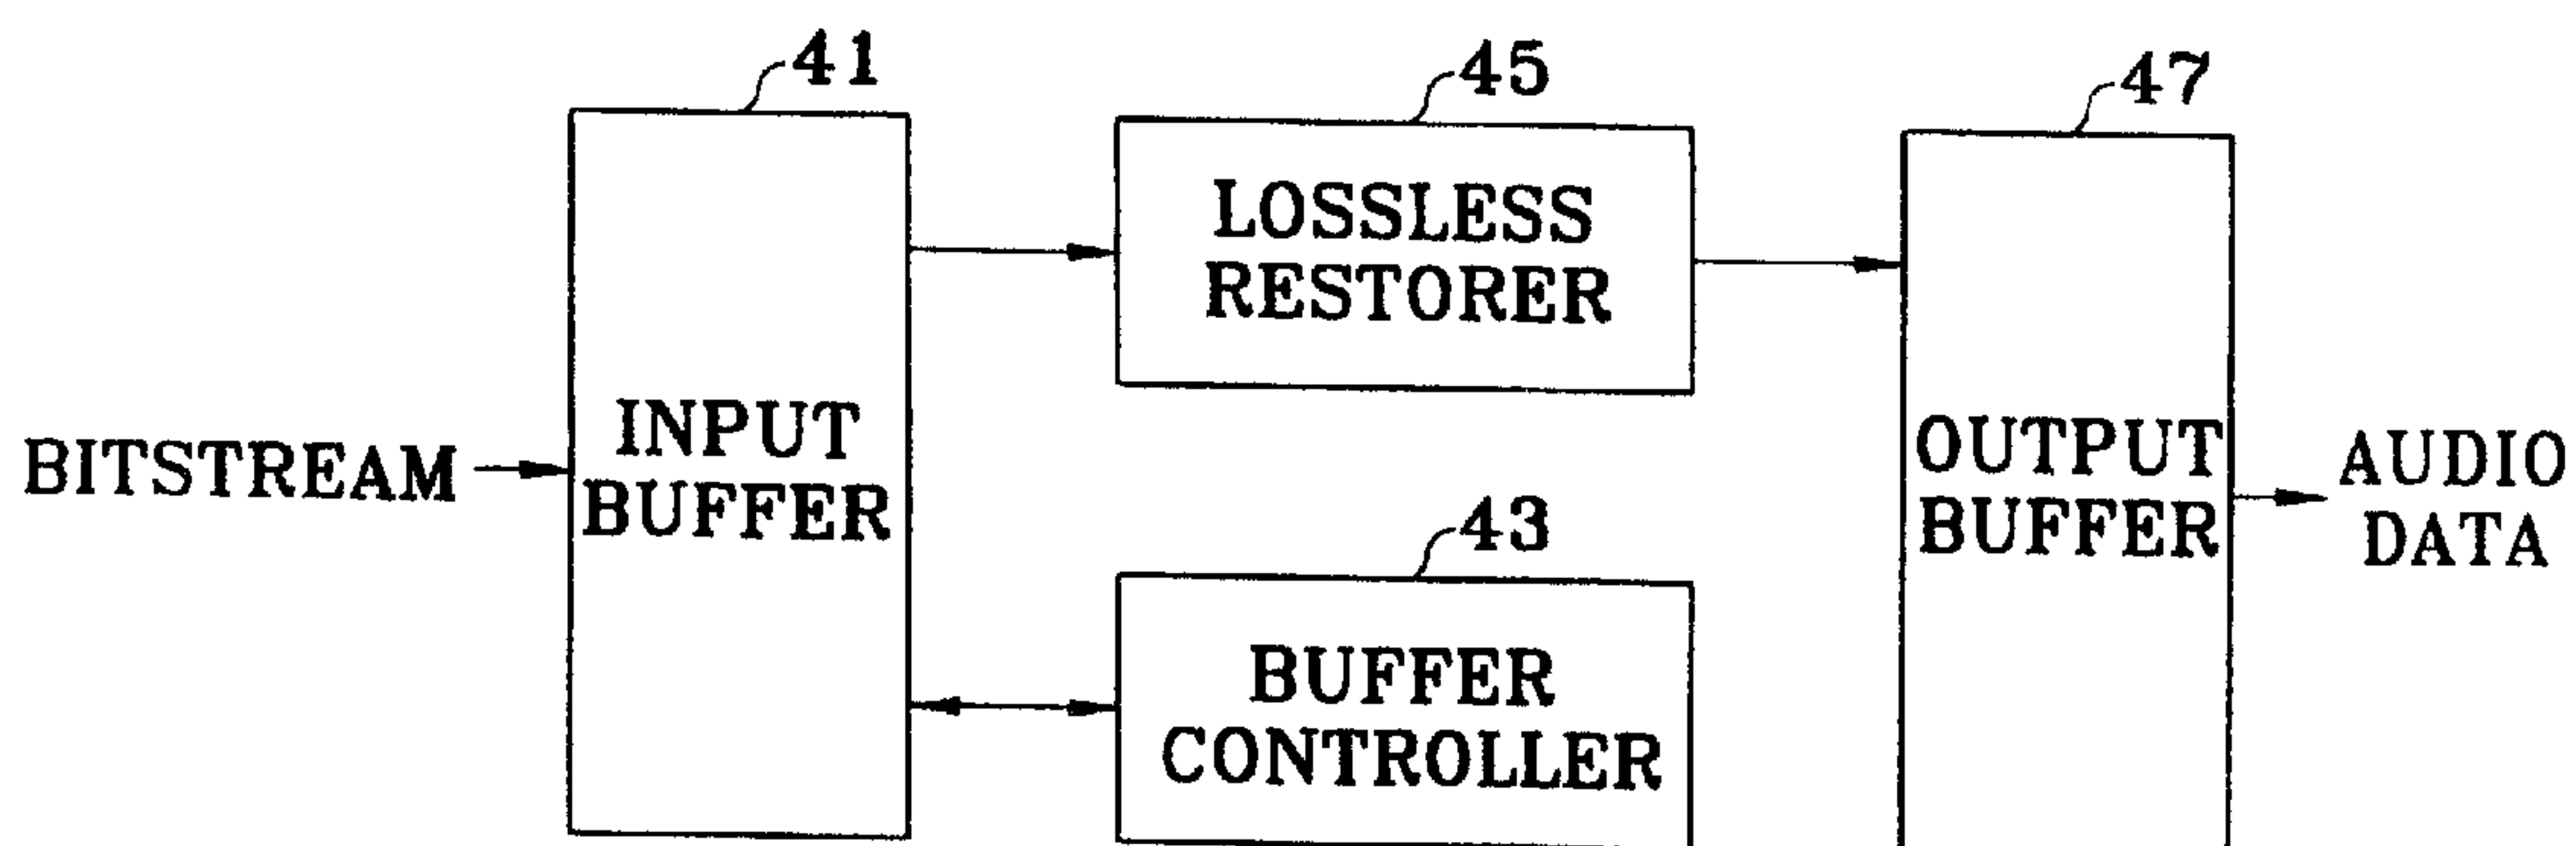 41
45
47
LOSSLESS
RESTORER
BITSTREAM
INPUT
BUFFER
OUTPUT
BUFFER
AUDIO
DATA
43
BUFFER
CONTROLLER